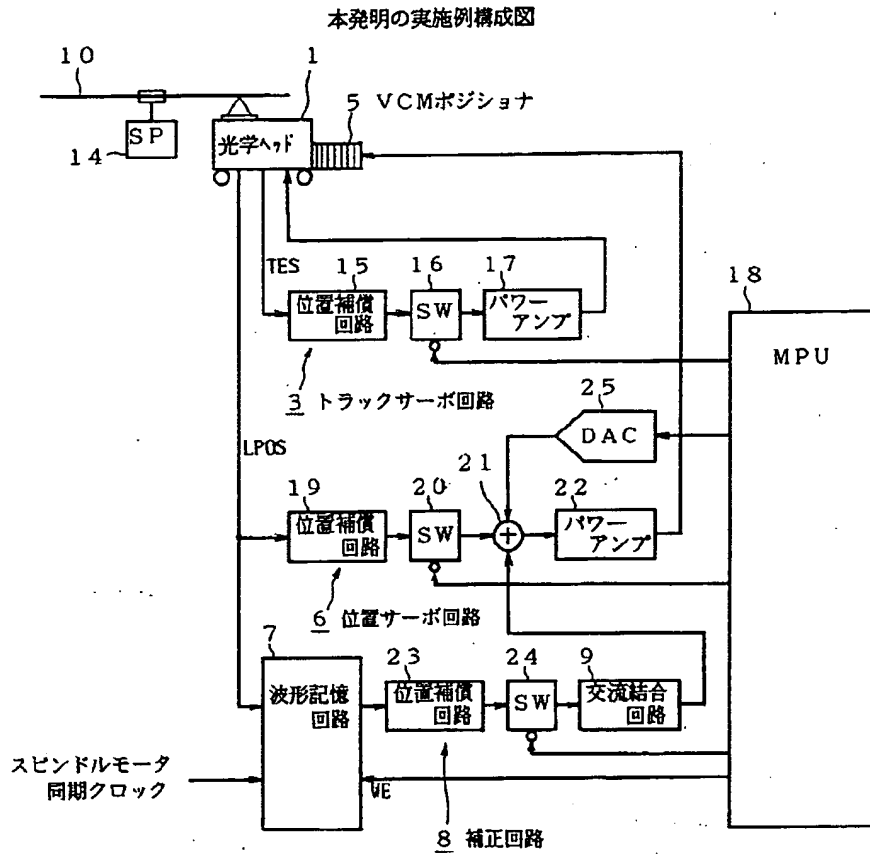 本発明の実施例構成図
10
1
5 VCMポジショナ
SP
14
光学ヘッド
TES
15
16
17
18
位置補償
回路
SW
パワー
アンプ
MPU
3 トラックサーボ回路
25
DAC
LPOS
19
20
21
22
位置補償
回路
SW
+
パワー
アンプ
6 位置サーボ回路
7
23
24
9
波形記憶
回路
位置補償
回路
SW
交流結合
回路
スピンドルモータ
同期クロック
WE
8 補正回路